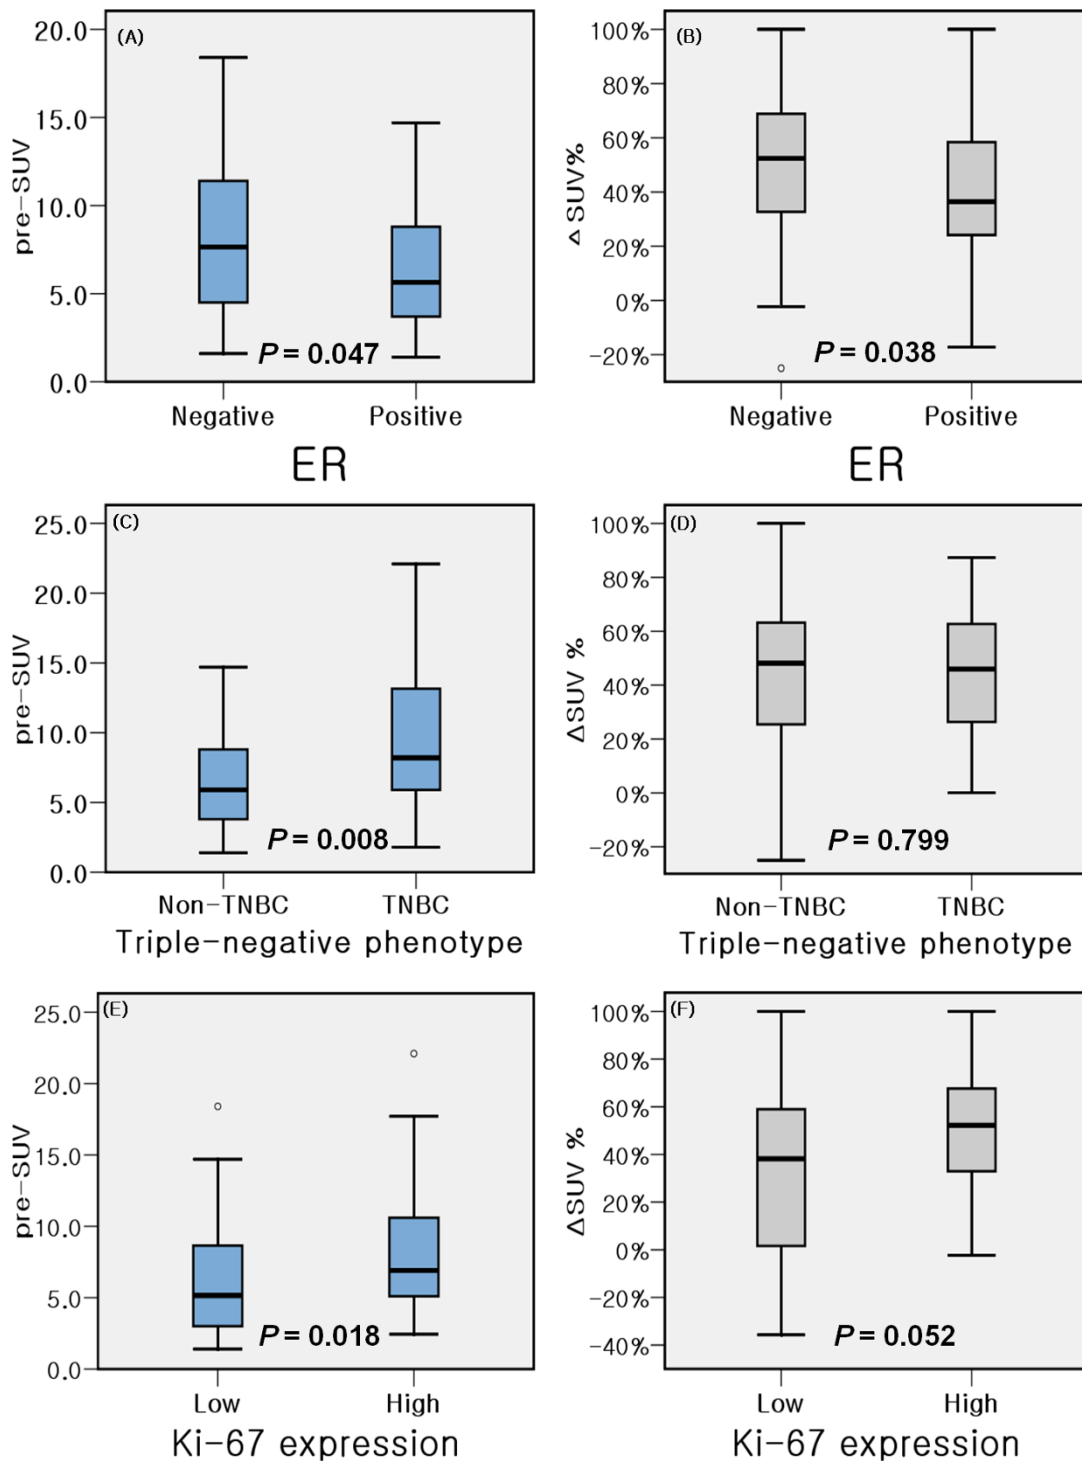 (A)
20.0
15.0
10.0
5.0
0.0
pre-SUV
P = 0.047
Negative Positive
ER
(B)
100%
80%
60%
40%
20%
0%
-20%
Δ SUV%
P = 0.038
Negative Positive
ER
(C)
25.0
20.0
15.0
10.0
5.0
0.0
pre-SUV
P = 0.008
Non-TNBC TNBC
Triple-negative phenotype
(D)
100%
80%
60%
40%
20%
0%
-20%
ΔSUV %
P = 0.799
Non-TNBC TNBC
Triple-negative phenotype
(E)
25.0
20.0
15.0
10.0
5.0
0.0
pre-SUV
P = 0.018
Low High
Ki-67 expression
(F)
100%
80%
60%
40%
20%
0%
-20%
-40%
ΔSUV %
P = 0.052
Low High
Ki-67 expression